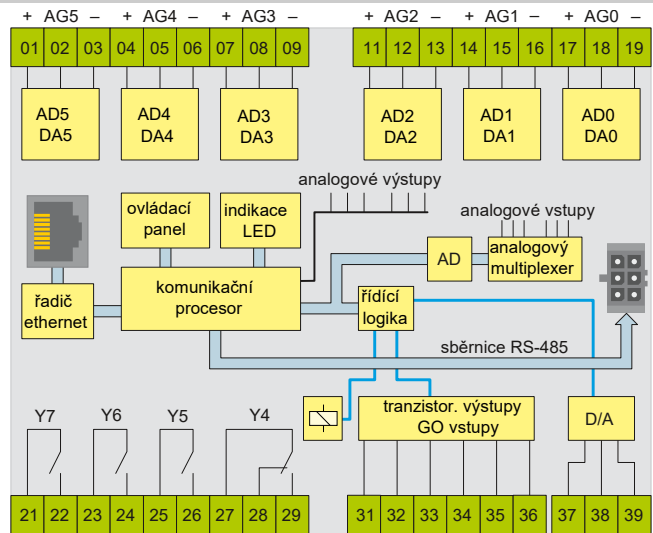 + AG5 – + AG4 – + AG3 – + AG2 – + AG1 – + AG0 –
01 02 03 04 05 06 07 08 09 11 12 13 14 15 16 17 18 19
AD5 AD4 AD3 AD2 AD1 AD0
DA5 DA4 DA3 DA2 DA1 DA0
analogové výstupy
ovládací
panel
indikace
LED
analogové vstupy
AD
analogový
multiplexer
řadič
ethernet
komunikační
procesor
řídící
logika
sběrnice RS-485
Y7 Y6 Y5 Y4
tranzistor. výstupy
GO vstupy
D/A
21 22 23 24 25 26 27 28 29 31 32 33 34 35 36 37 38 39